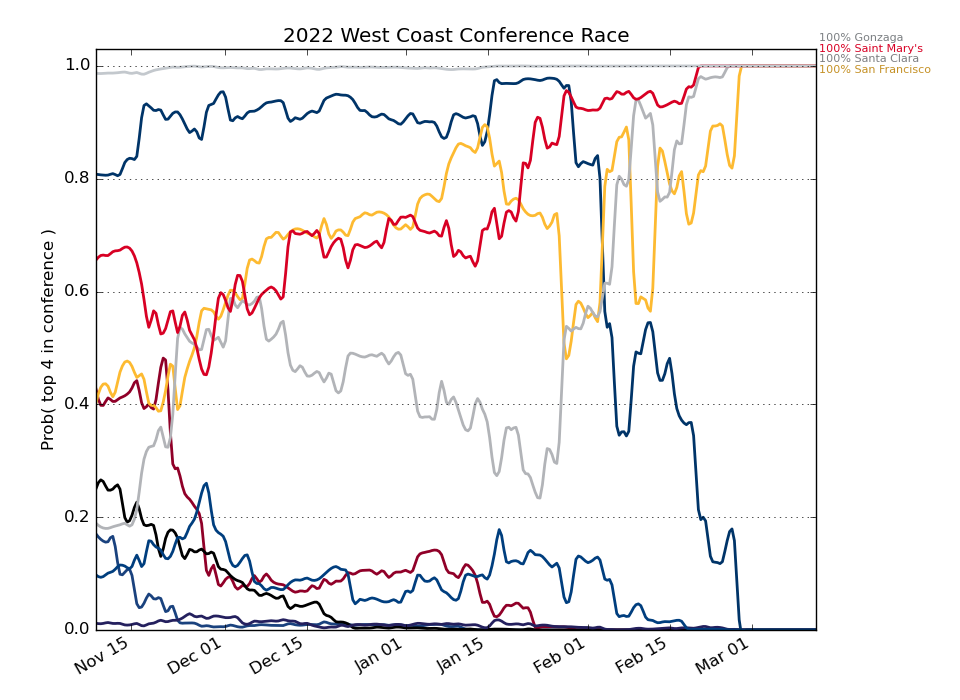 2022 West Coast Conference Race
100% Gonzaga
100% Saint Mary's
100% Santa Clara
100% San Francisco
Prob( top 4 in conference )
1.0
0.8
0.6
0.4
0.2
0.0
Nov 15 Dec 01 Dec 15 Jan 01 Jan 15 Feb 01 Feb 15 Mar 01